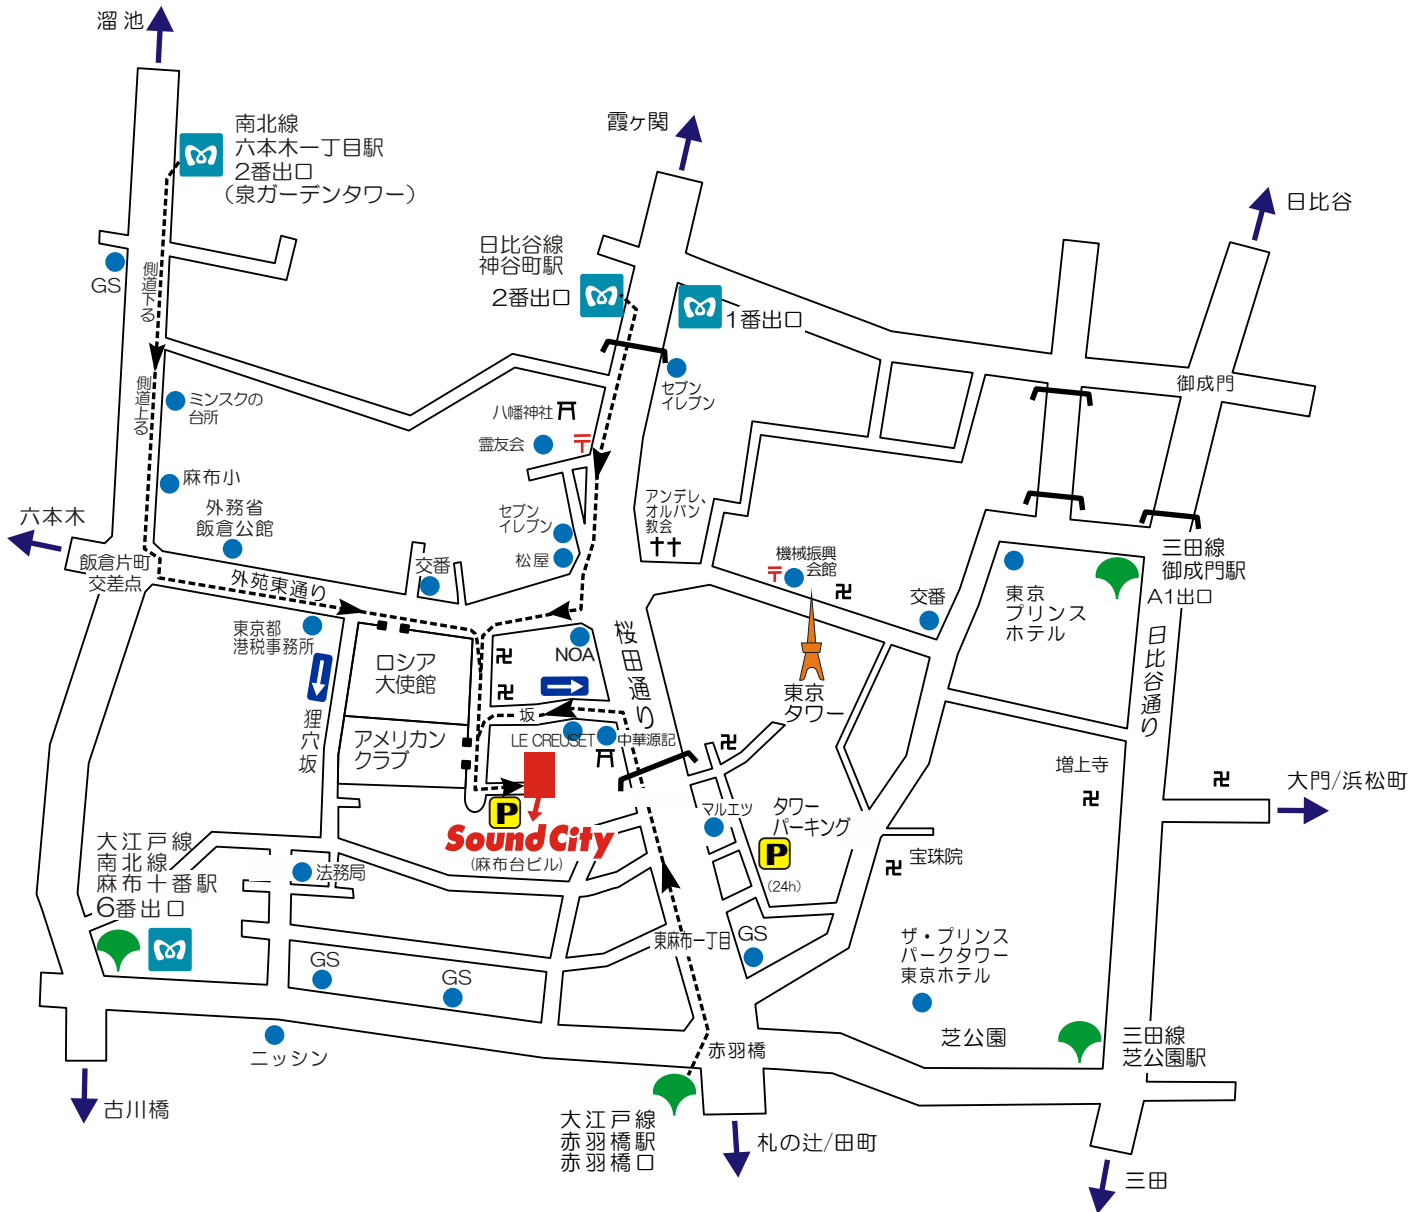 溜池
南北線
六本木一丁目駅
2番出口
（泉ガーデンタワー）
霞ヶ関
日比谷
日比谷線
神谷町駅
2番出口
1番出口
GS
側道下る
側道上る
ミンスクの
台所
麻布小
外務省
飯倉公館
六本木
飯倉片町
交差点
外苑東通り
交番
八幡神社
霊友会
〒
セブン
イレブン
セブン
イレブン
松屋
アンデレ、
オルバン
教会
御成門
機械振興
会館
〒
交番
東京
プリンス
ホテル
三田線
御成門駅
A1出口
日比谷通り
東京都
港税事務所
狸穴坂
ロシア
大使館
アメリカン
クラブ
NOA
桜田通り
坂
LE CREUSET
中華源記
東京
タワー
増上寺
大門/浜松町
P
Sound City
(麻布台ビル)
マルエツ
タワー
パーキング
P
(24h)
宝珠院
大江戸線
南北線
麻布十番駅
6番出口
法務局
GS
GS
東麻布一丁目
GS
ザ・プリンス
パークタワー
東京ホテル
芝公園
三田線
芝公園駅
ニッシン
赤羽橋
古川橋
大江戸線
赤羽橋駅
赤羽橋口
札の辻/田町
三田